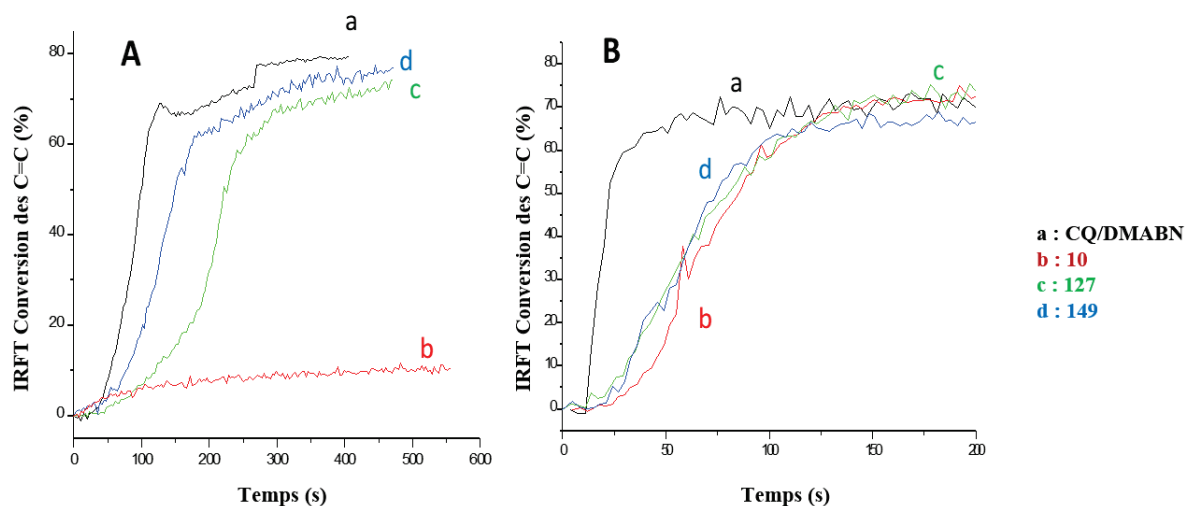 A
a
d
c
b
IRFT Conversion des C=C (%)
80
60
40
20
0
0 100 200 300 400 500 600
Temps (s)
B
a
c
d
b
IRFT Conversion des C=C (%)
80
70
60
50
40
30
20
10
0
0 50 100 150 200
Temps (s)
a : CQ/DMABN
b : 10
c : 127
d : 149